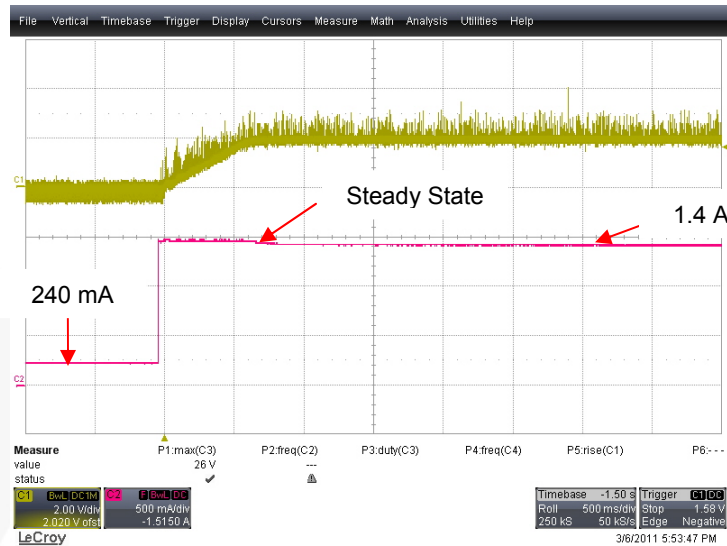 File Vertical Timebase Trigger Display Cursors Measure Math Analysis Utilities Help
C1
Steady State
1.4 A
240 mA
C2
Measure P1:max(C3) P2:freq(C2) P3:duty(C3) P4:freq(C4) P5:rise(C1) P6:---
value 26 V ---
status
C1 BwL DC1M C2 F BwL DC Timebase -1.50 s Trigger C1 DC
2.00 V/div 500 mA/div Roll 500 ms/div Stop 1.58 V
2.020 V ofst -1.5150 A 250 kS 50 kS/s Edge Negative
LeCroy 3/6/2011 5:53:47 PM